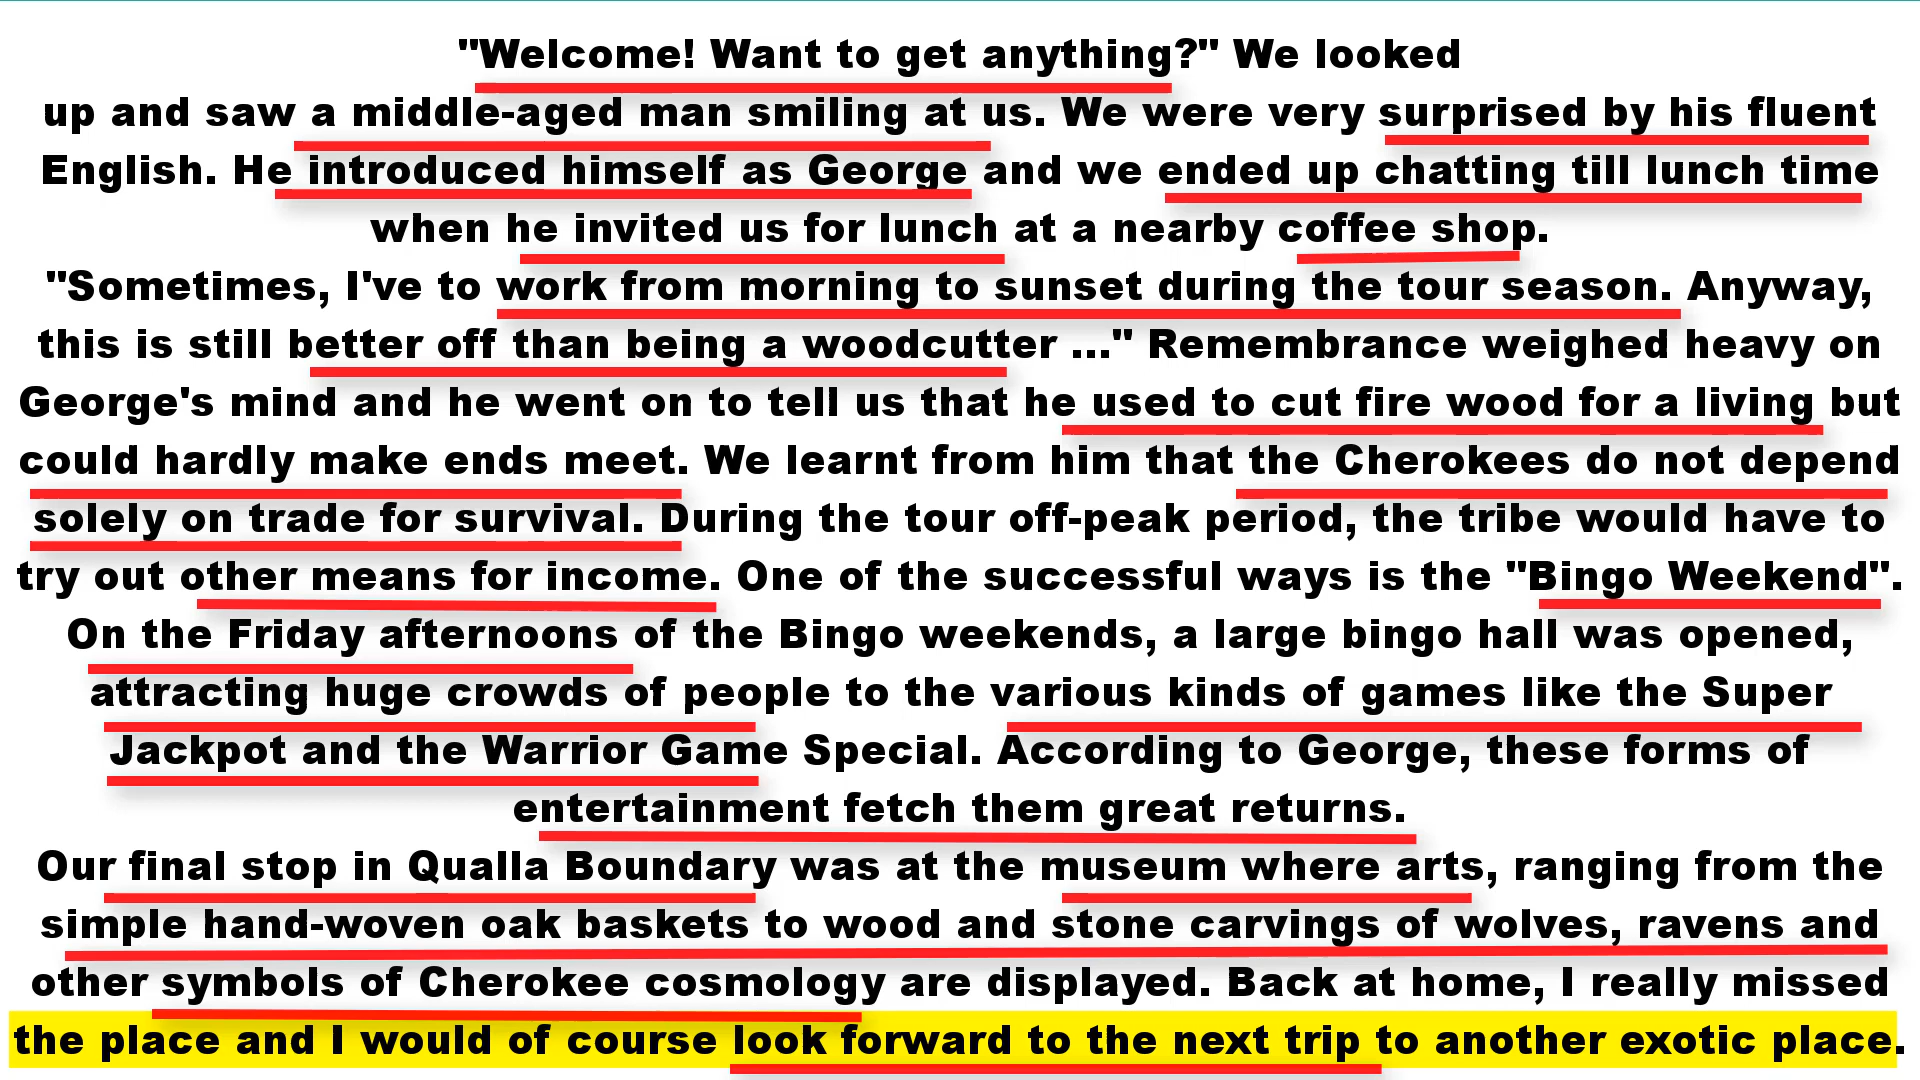 "Welcome! Want to get anything?" We looked
up and saw a middle-aged man smiling at us. We were very surprised by his fluent
English. He introduced himself as George and we ended up chatting till lunch time
when he invited us for lunch at a nearby coffee shop.
"Sometimes, I've to work from morning to sunset during the tour season. Anyway,
this is still better off than being a woodcutter ..." Remembrance weighed heavy on
George's mind and he went on to tell us that he used to cut fire wood for a living but
could hardly make ends meet. We learnt from him that the Cherokees do not depend
solely on trade for survival. During the tour off-peak period, the tribe would have to
try out other means for income. One of the successful ways is the "Bingo Weekend".
On the Friday afternoons of the Bingo weekends, a large bingo hall was opened,
attracting huge crowds of people to the various kinds of games like the Super
Jackpot and the Warrior Game Special. According to George, these forms of
entertainment fetch them great returns.
Our final stop in Qualla Boundary was at the museum where arts, ranging from the
simple hand-woven oak baskets to wood and stone carvings of wolves, ravens and
other symbols of Cherokee cosmology are displayed. Back at home, I really missed
the place and I would of course look forward to the next trip to another exotic place.